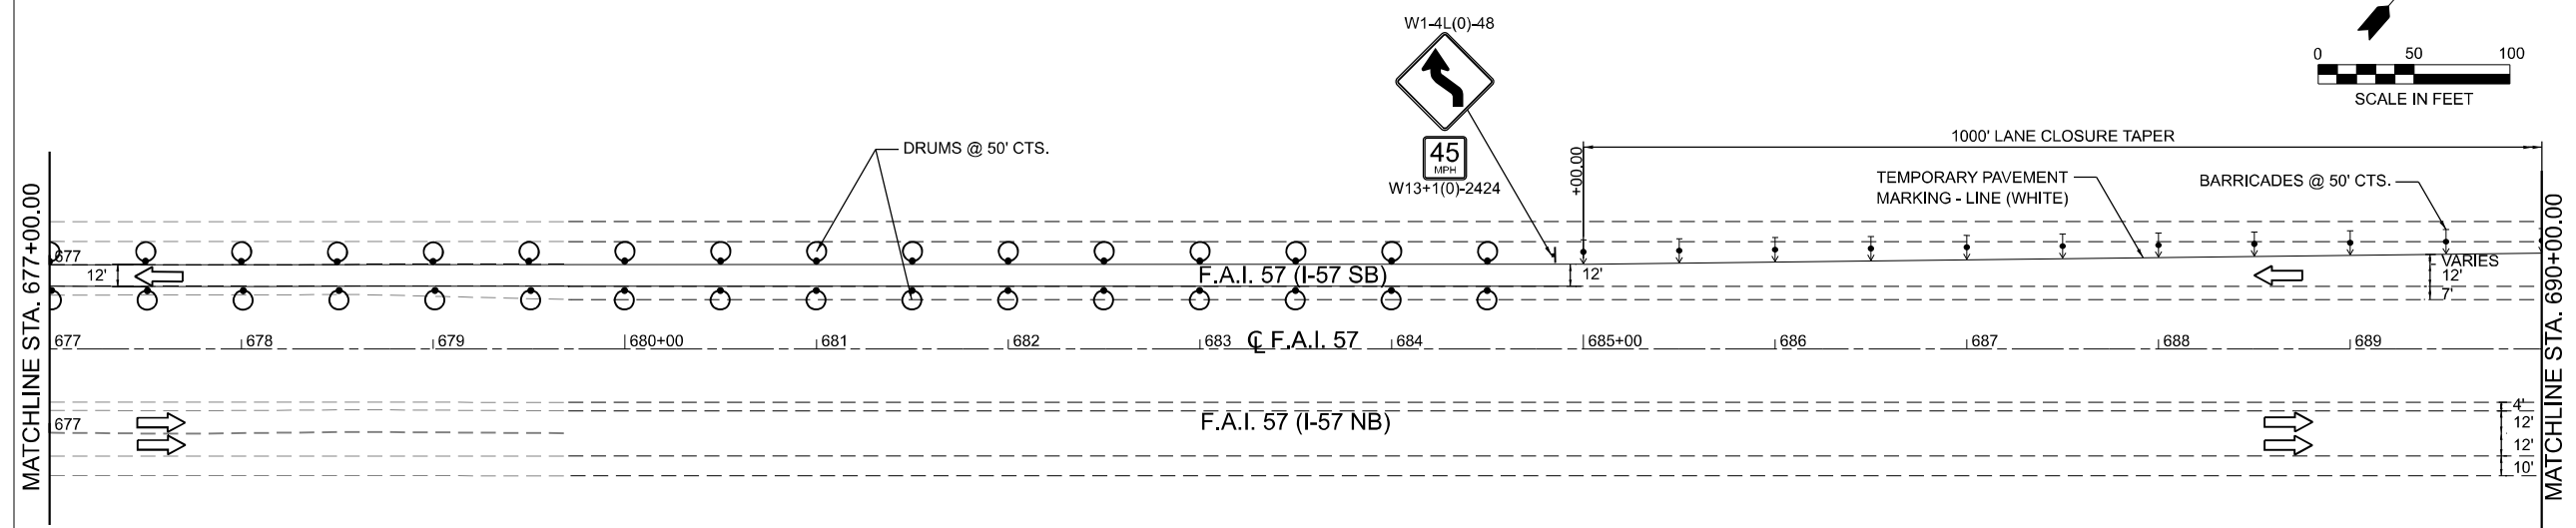 W1-4L(0)-48
45
MPH
W13+1(0)-2424
0 50 100
SCALE IN FEET
DRUMS @ 50' CTS.
+00.00
1000' LANE CLOSURE TAPER
TEMPORARY PAVEMENT
MARKING - LINE (WHITE)
BARRICADES @ 50' CTS.
MATCHLINE STA. 677+00.00
677
12'
F.A.I. 57 (I-57 SB)
12'
VARIES
12'
7'
677 678 679 680+00 681 682 683 ℄ F.A.I. 57 684 685+00 686 687 688 689
677
F.A.I. 57 (I-57 NB)
4'
12'
12'
10'
MATCHLINE STA. 690+00.00